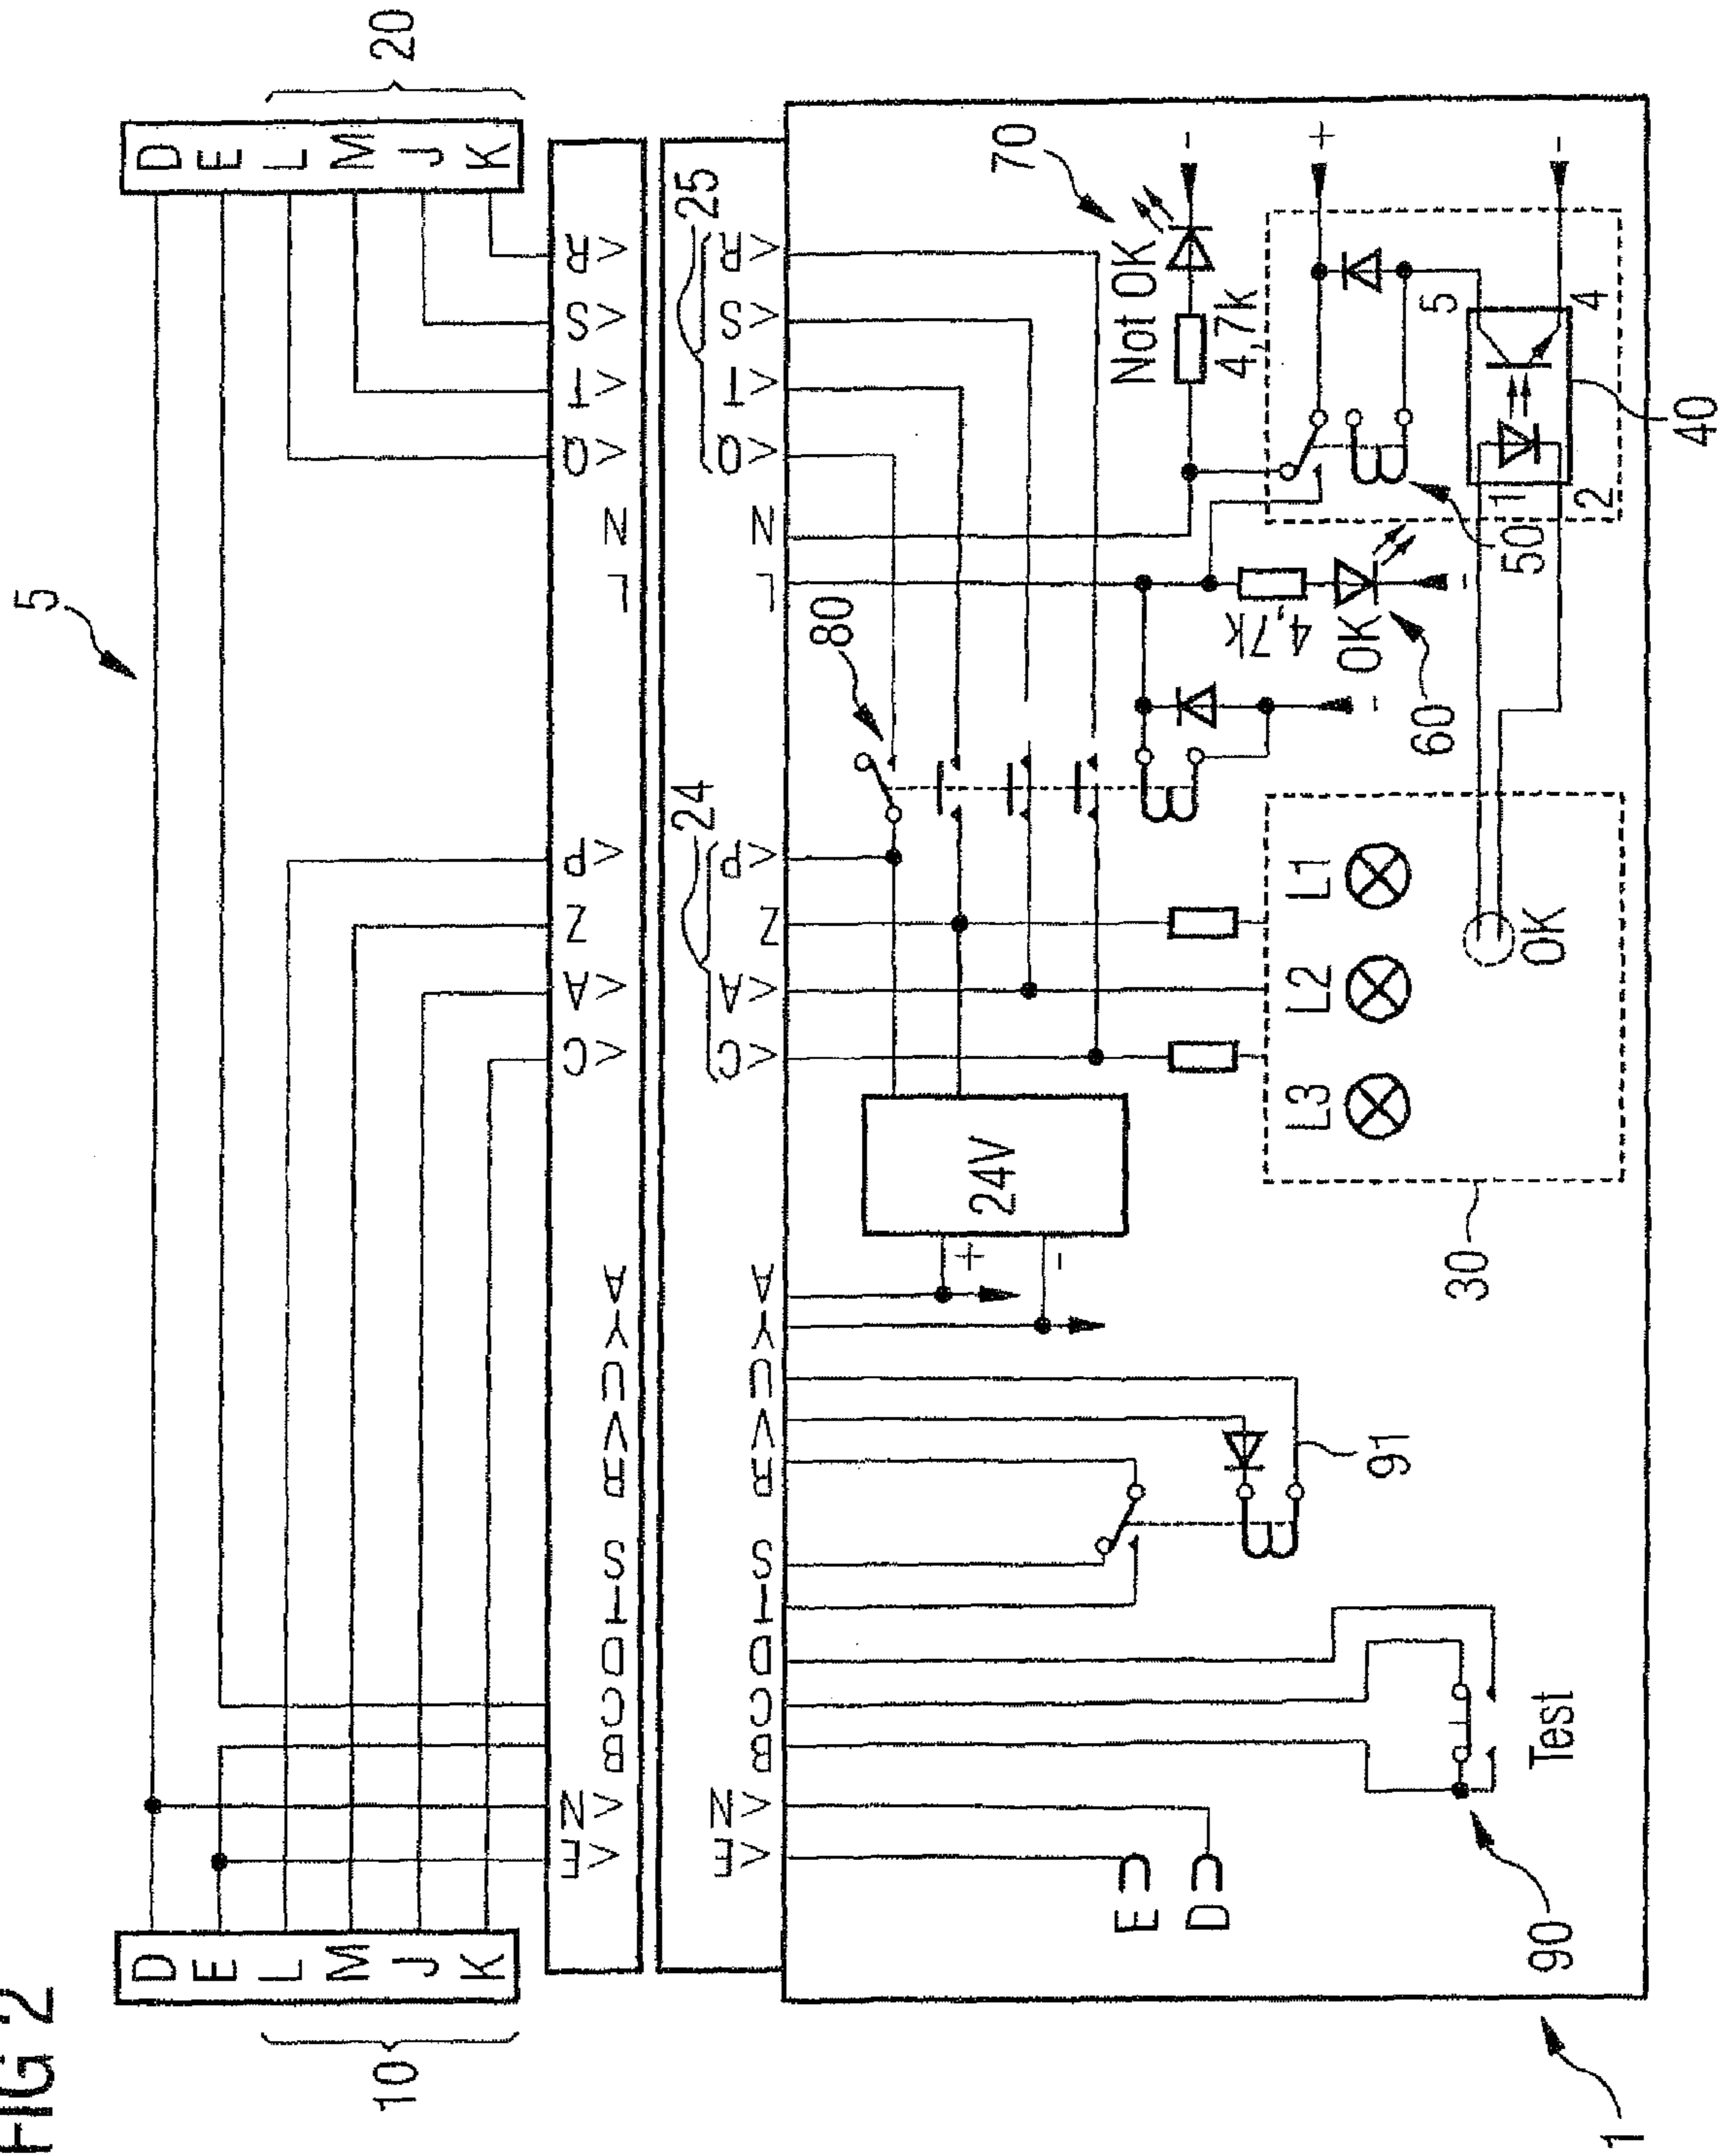 FIG 2
5
D
E
L
M
J
K
10
D
E
L
M
J
K
20
<E <N B C D T S R V U Y A <C <A Z <P L N <Q <T <S <R
24
25
<E <N B C D T S R V U Y A <C <A Z <P L N <Q <T <S <R
80
70
Not OK
4,7k
-
+
-
24V
+
-
4,7k
OK
-
-
60
50
5
4
1
2
40
L3
L2
L1
OK
30
91
E
D
Test
90
1